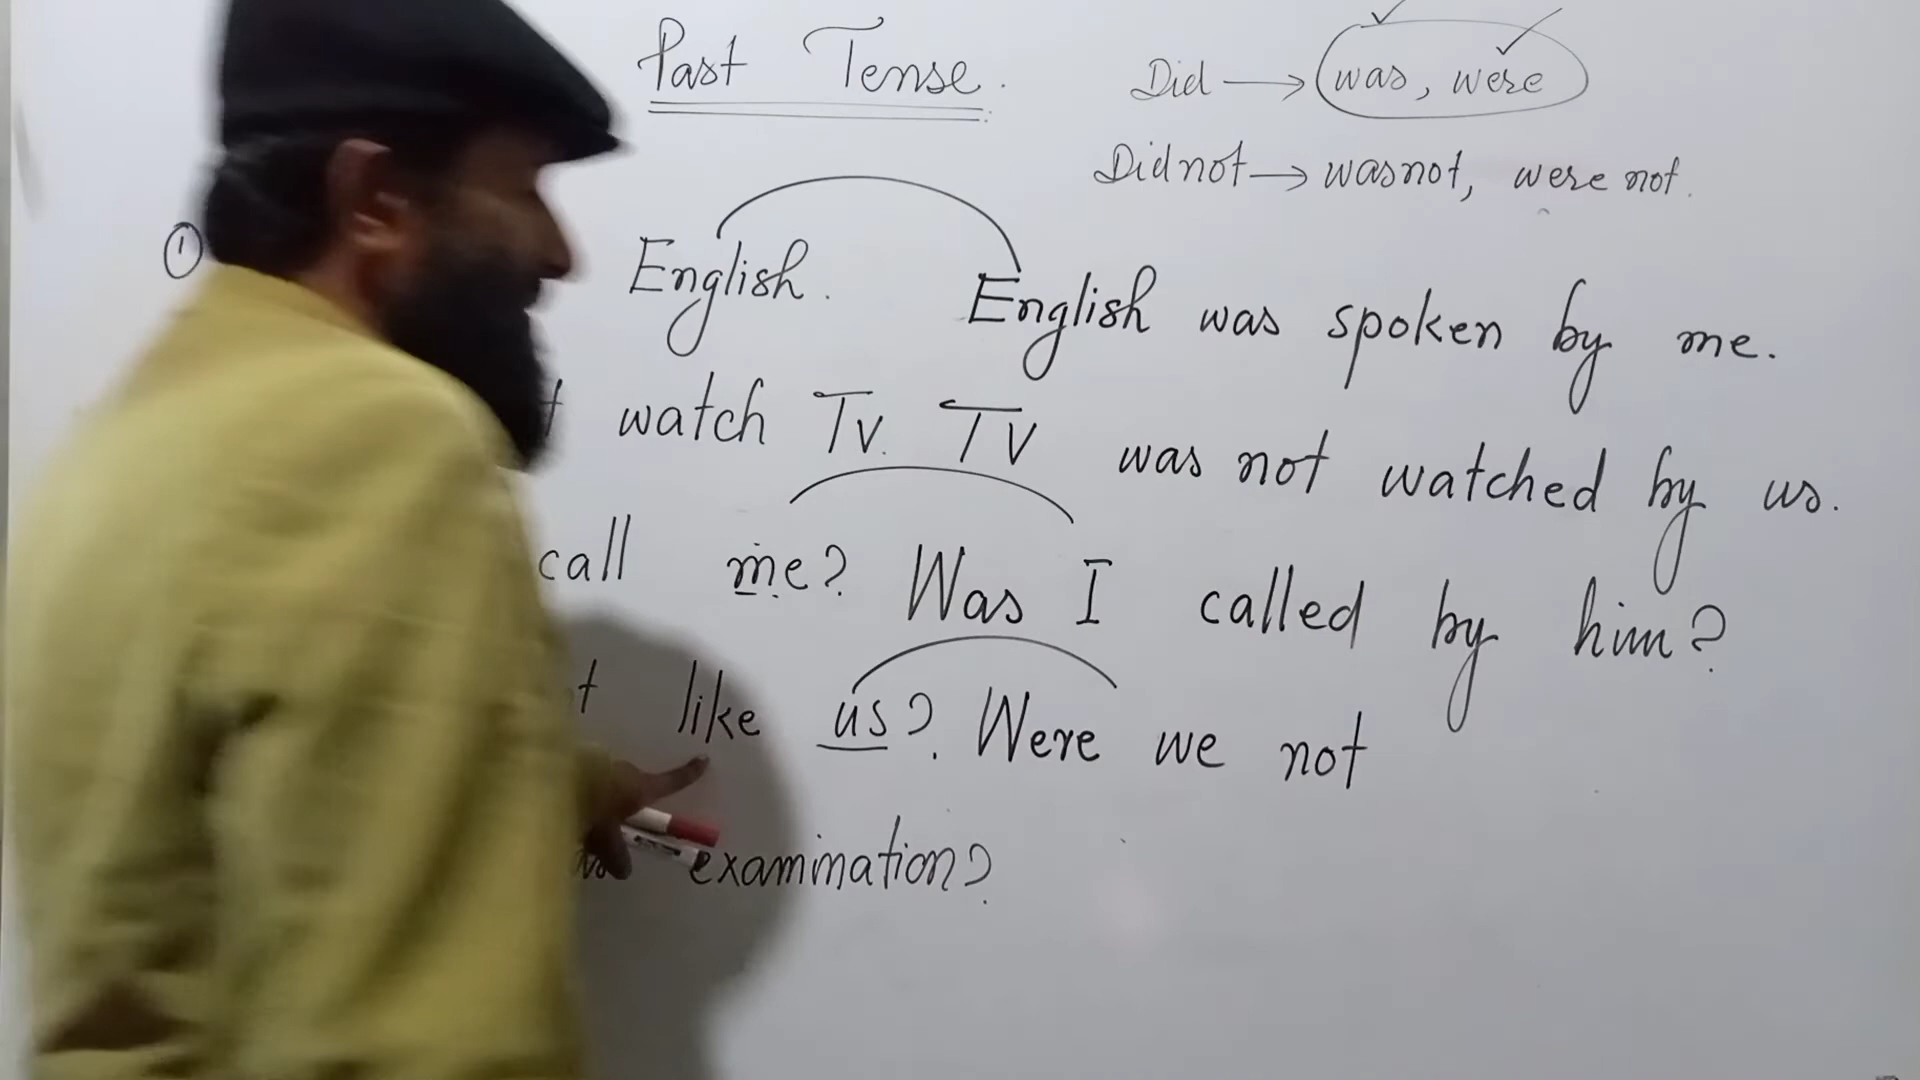 Past Tense.
Did → was, were
Did not → was not, were not.
① English. English was spoken by me.
watch TV. TV was not watched by us.
call me? Was I called by him?
like us? Were we not
examination?